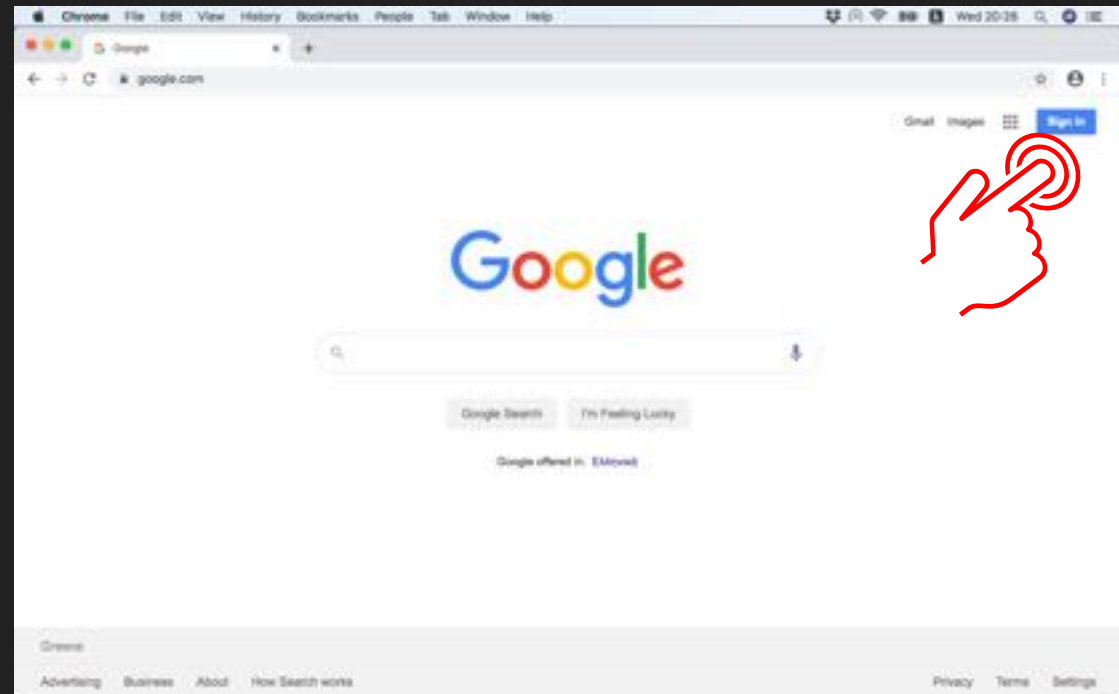 Chrome File Edit View History Bookmarks People Tab Window Help Wed 20:26
Google
google.com
Gmail Images Sign in
Google
Google Search I'm Feeling Lucky
Google offered in: Ελληνικά
Greece
Advertising Business About How Search works Privacy Terms Settings